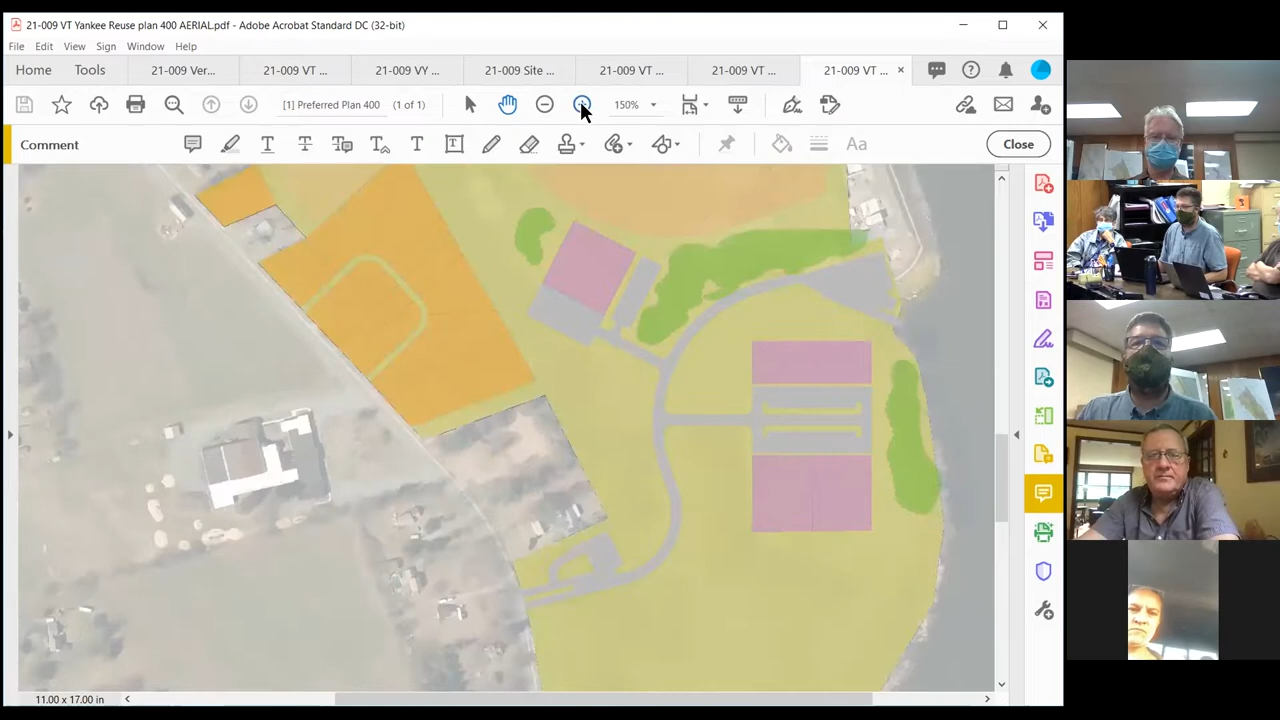 21-009 VT Yankee Reuse plan 400 AERIAL.pdf - Adobe Acrobat Standard DC (32-bit)
File Edit View Sign Window Help
Home Tools 21-009 Ver... 21-009 VT ... 21-009 VY ... 21-009 Site ... 21-009 VT ... 21-009 VT ... 21-009 VT ...
[1] Preferred Plan 400 (1 of 1) 150%
Comment Close
11.00 x 17.00 in